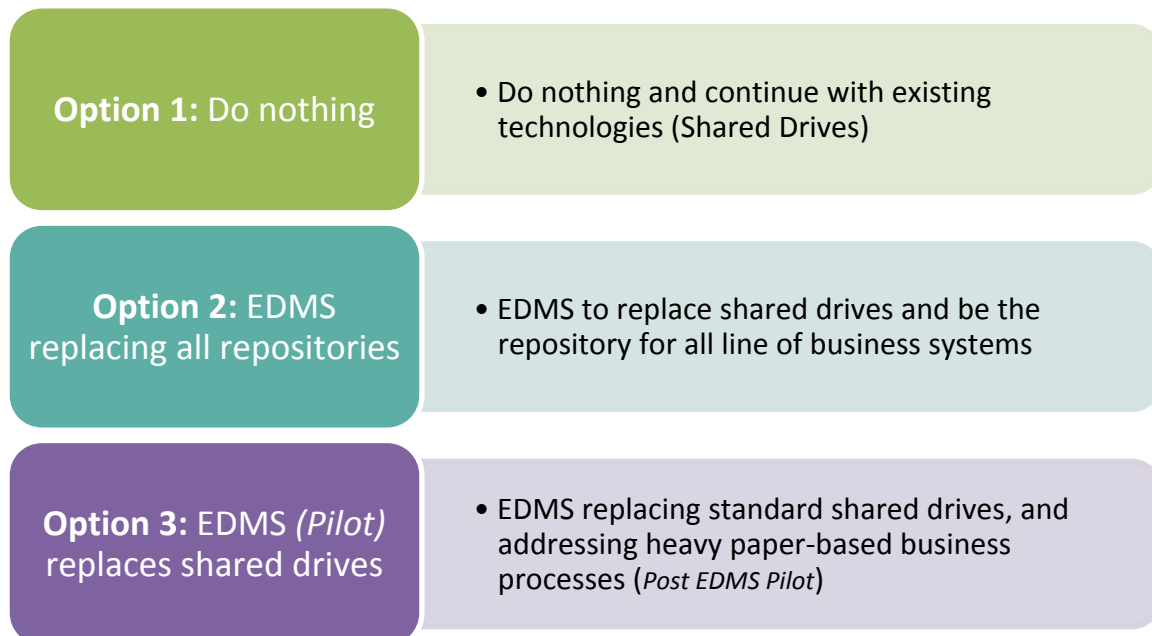 Option 1: Do nothing
• Do nothing and continue with existing
technologies (Shared Drives)
Option 2: EDMS
replacing all repositories
• EDMS to replace shared drives and be the
repository for all line of business systems
Option 3: EDMS (Pilot)
replaces shared drives
• EDMS replacing standard shared drives, and
addressing heavy paper-based business
processes (Post EDMS Pilot)